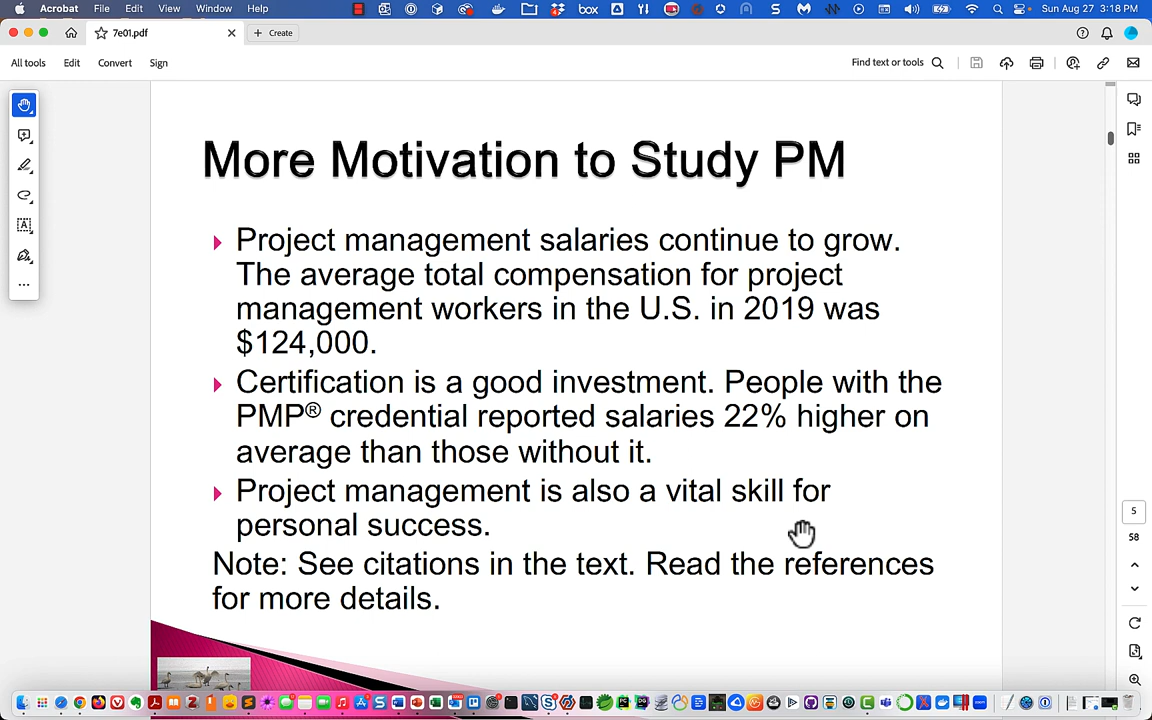 Acrobat File Edit View Window Help box Sun Aug 27 3:18 PM
7e01.pdf Create
All tools Edit Convert Sign Find text or tools
More Motivation to Study PM
Project management salaries continue to grow.
The average total compensation for project
management workers in the U.S. in 2019 was
$124,000.
Certification is a good investment. People with the
PMP® credential reported salaries 22% higher on
average than those without it.
Project management is also a vital skill for
personal success.
Note: See citations in the text. Read the references
for more details.
5
58